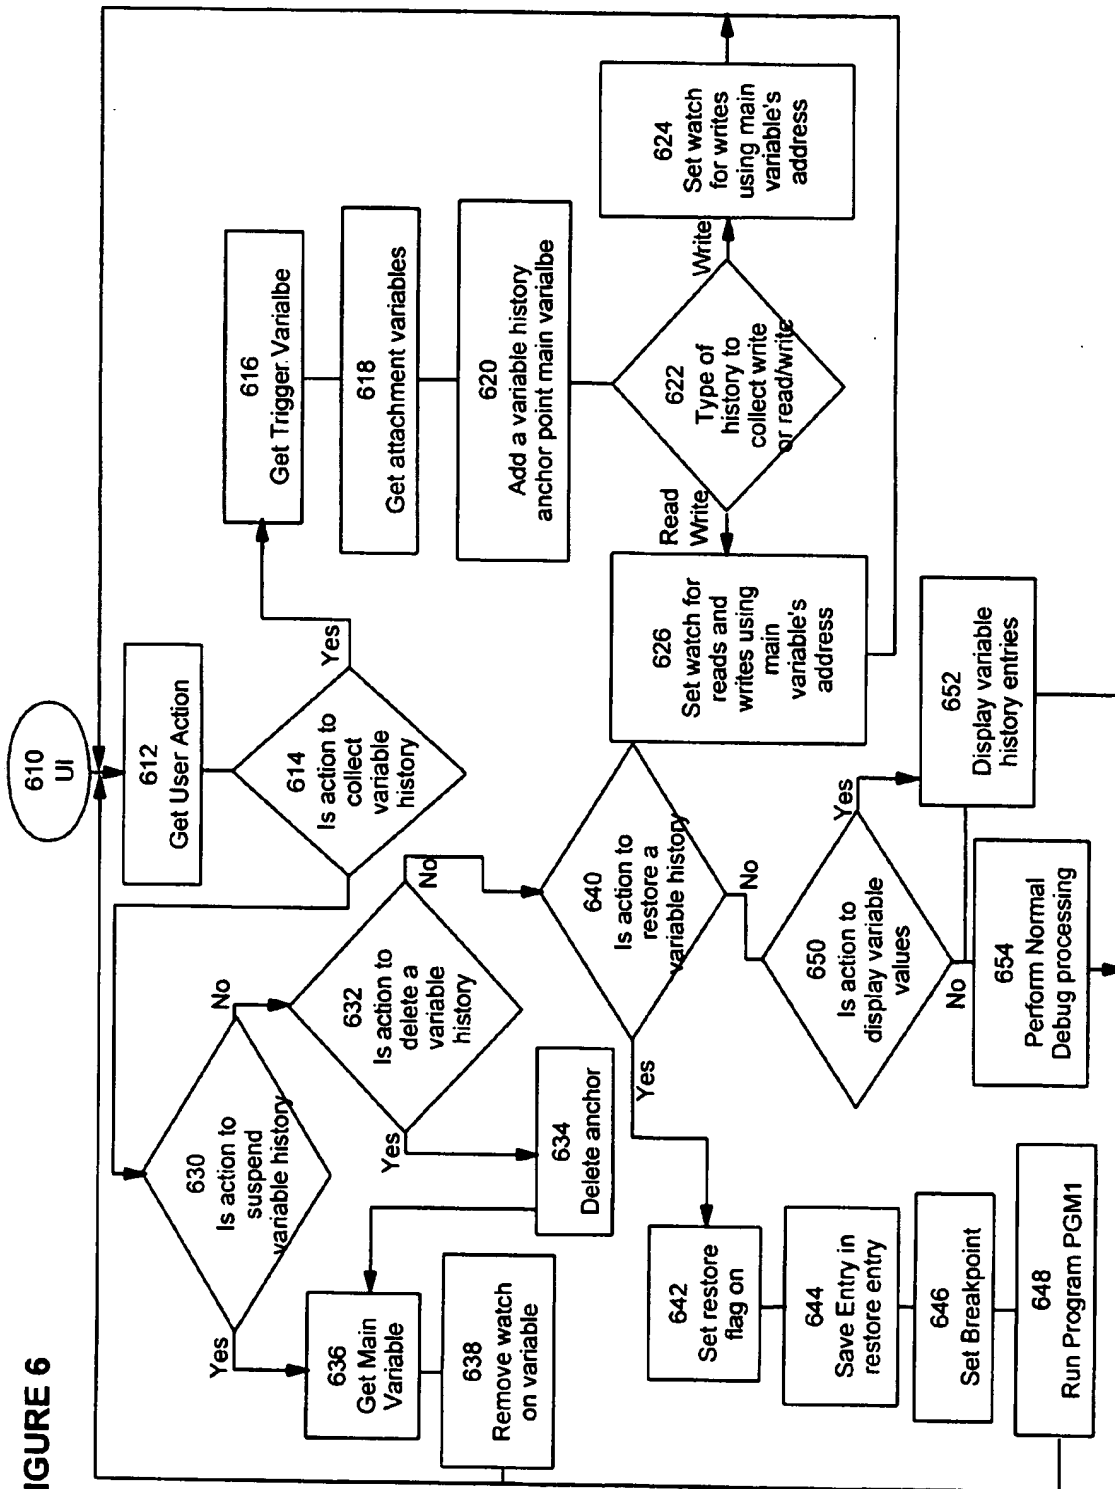 IGURE 6
610
UI
612
Get User Action
614
Is action to
collect
variable
history
Yes
616
Get Trigger Varialbe
618
Get attachment variables
620
Add a variable history
anchor point main varialbe
622
Type of
history to
collect write
or read/write
Write
624
Set watch
for writes
using main
variable's
address
Read
Write
626
Set watch for
reads and
writes using
main
variable's
address
630
Is action to
suspend
variable history
No
Yes
632
Is action to
delete a
variable
history
No
Yes
634
Delete anchor
636
Get Main
Variable
638
Remove watch
on variable
640
Is action to
restore a
variable history
No
Yes
642
Set restore
flag on
644
Save Entry in
restore entry
646
Set Breakpoint
648
Run Program PGM1
650
Is action to
display variable
values
Yes
No
652
Display variable
history entries
654
Perform Normal
Debug processing